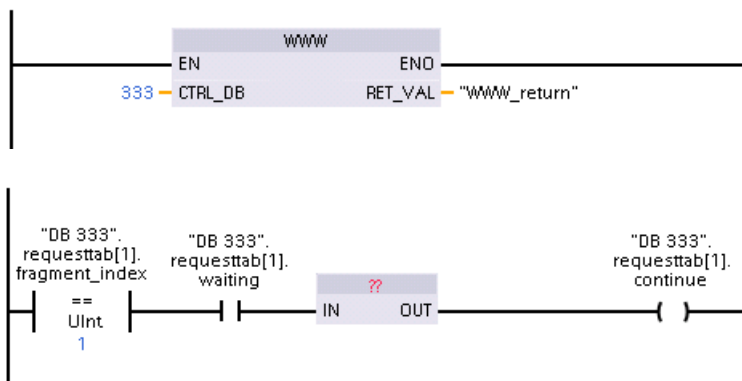 WWW
EN ENO
333 CTRL_DB RET_VAL "WWW_return"
"DB 333".
requesttab[1].
fragment_index
==
UInt
1
"DB 333".
requesttab[1].
waiting
??
IN OUT
"DB 333".
requesttab[1].
continue